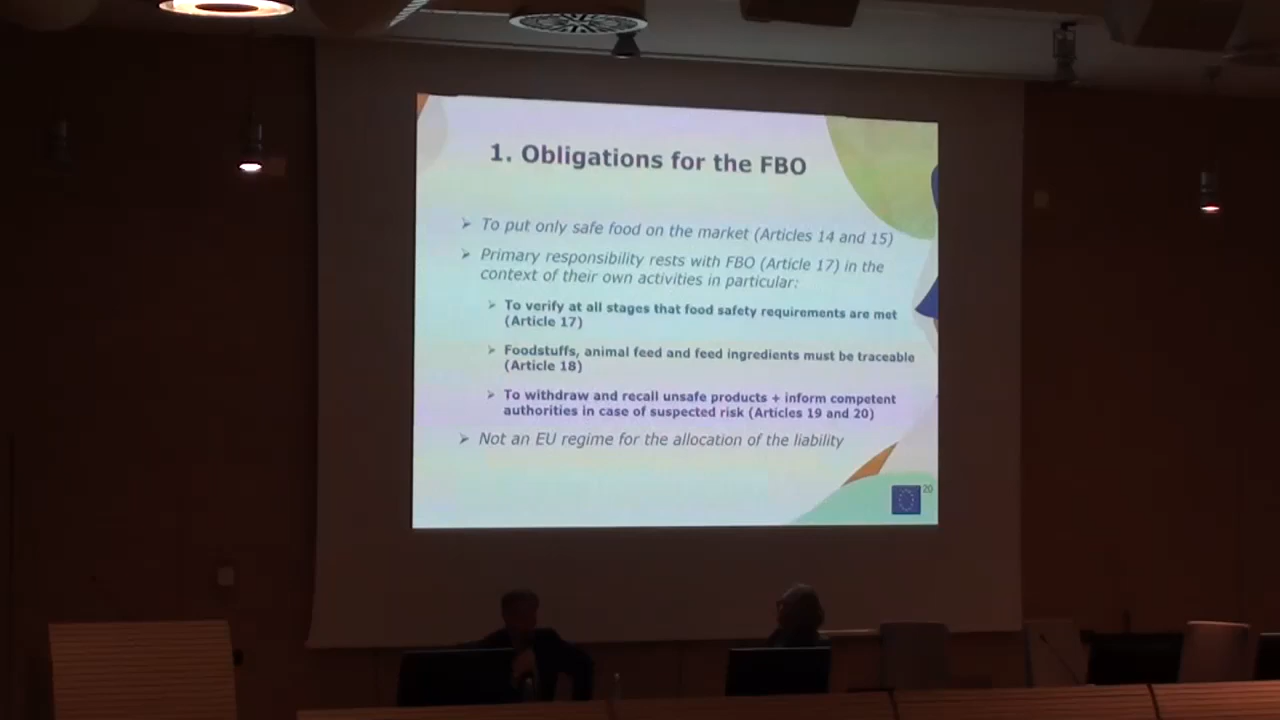 1. Obligations for the FBO
➢ To put only safe food on the market (Articles 14 and 15)
➢ Primary responsibility rests with FBO (Article 17) in the
context of their own activities in particular:
➢ To verify at all stages that food safety requirements are met
(Article 17)
➢ Foodstuffs, animal feed and feed ingredients must be traceable
(Article 18)
➢ To withdraw and recall unsafe products + inform competent
authorities in case of suspected risk (Articles 19 and 20)
➢ Not an EU regime for the allocation of the liability
20